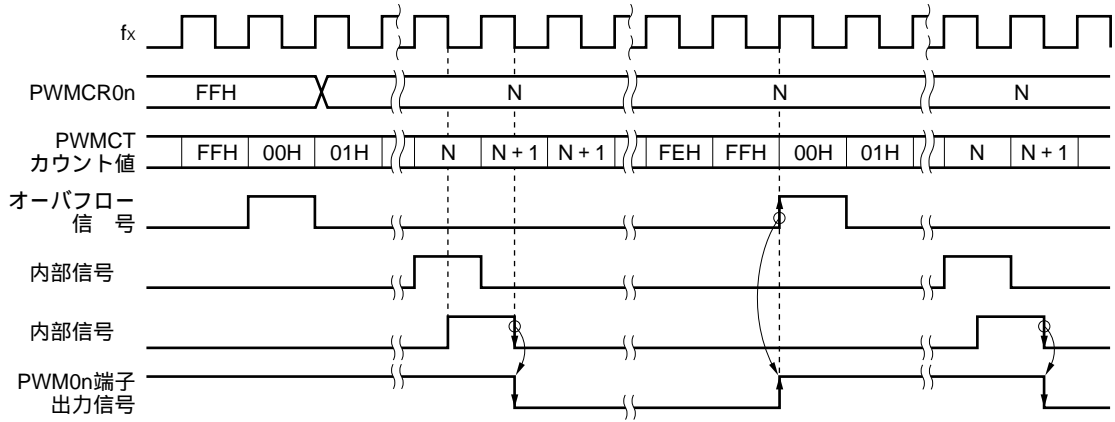 fx
PWMCR0n FFH N N N
PWMCT
カウント値 FFH 00H 01H N N + 1 N + 1 FEH FFH 00H 01H N N + 1
オーバフロー
信 号
内部信号
内部信号
PWM0n端子
出力信号